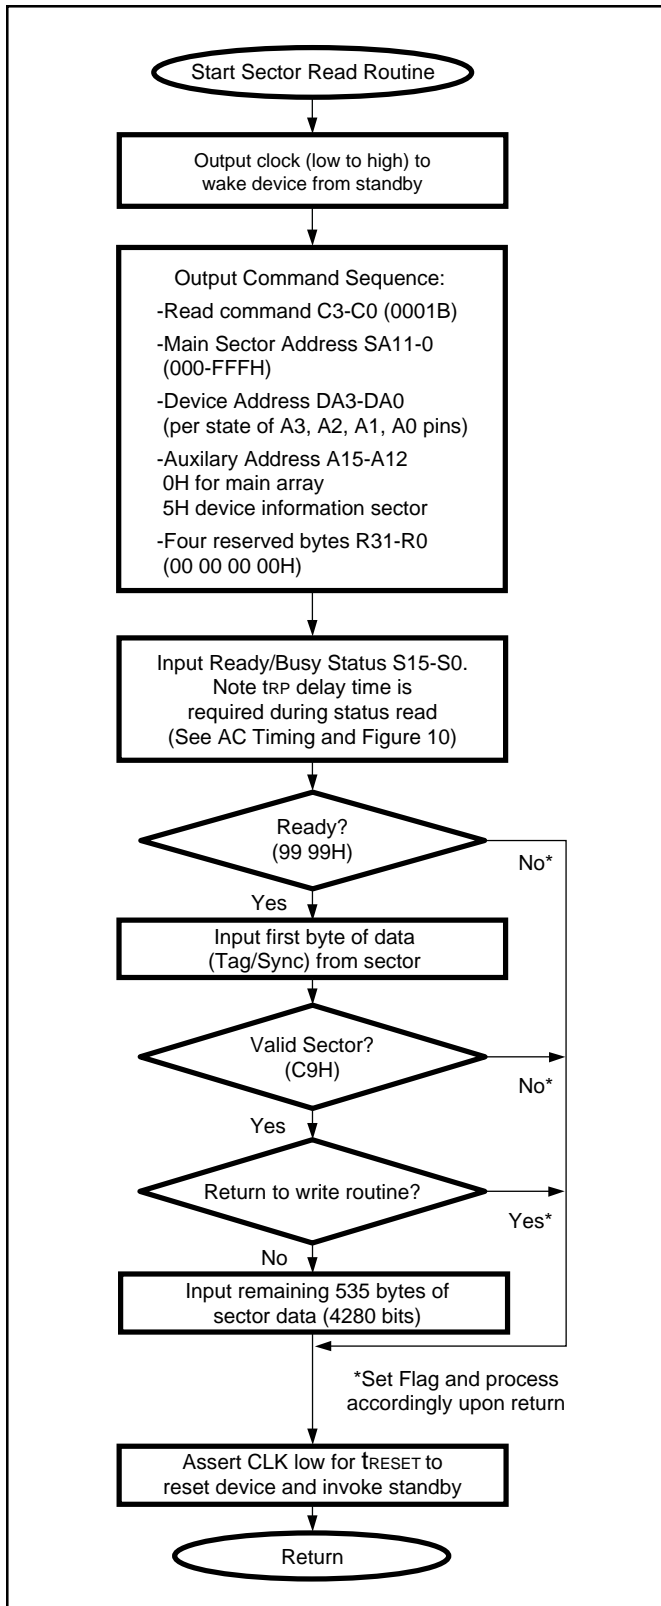 Start Sector Read Routine
Output clock (low to high) to
wake device from standby
Output Command Sequence:
-Read command C3-C0 (0001B)
-Main Sector Address SA11-0
(000-FFFH)
-Device Address DA3-DA0
(per state of A3, A2, A1, A0 pins)
-Auxilary Address A15-A12
0H for main array
5H device information sector
-Four reserved bytes R31-R0
(00 00 00 00H)
Input Ready/Busy Status S15-S0.
Note tRP delay time is
required during status read
(See AC Timing and Figure 10)
Ready?
(99 99H)
No*
Yes
Input first byte of data
(Tag/Sync) from sector
Valid Sector?
(C9H)
No*
Yes
Return to write routine?
Yes*
No
Input remaining 535 bytes of
sector data (4280 bits)
*Set Flag and process
accordingly upon return
Assert CLK low for tRESET to
reset device and invoke standby
Return